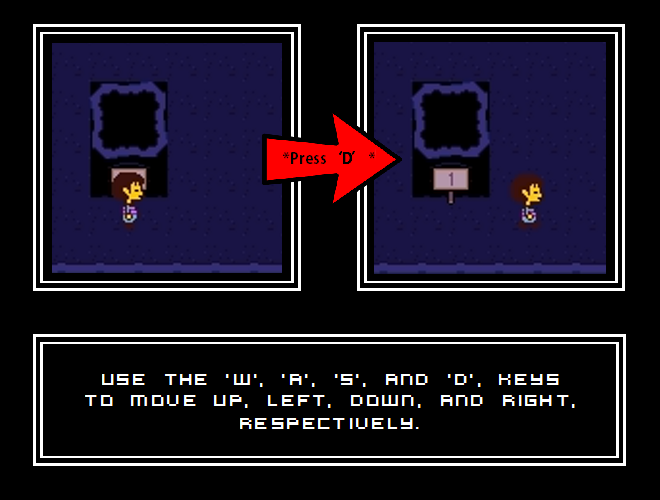 *Press 'D' *
1
USE THE 'W', 'A', 'S', AND 'D', KEYS
TO MOVE UP, LEFT, DOWN, AND RIGHT,
RESPECTIVELY.